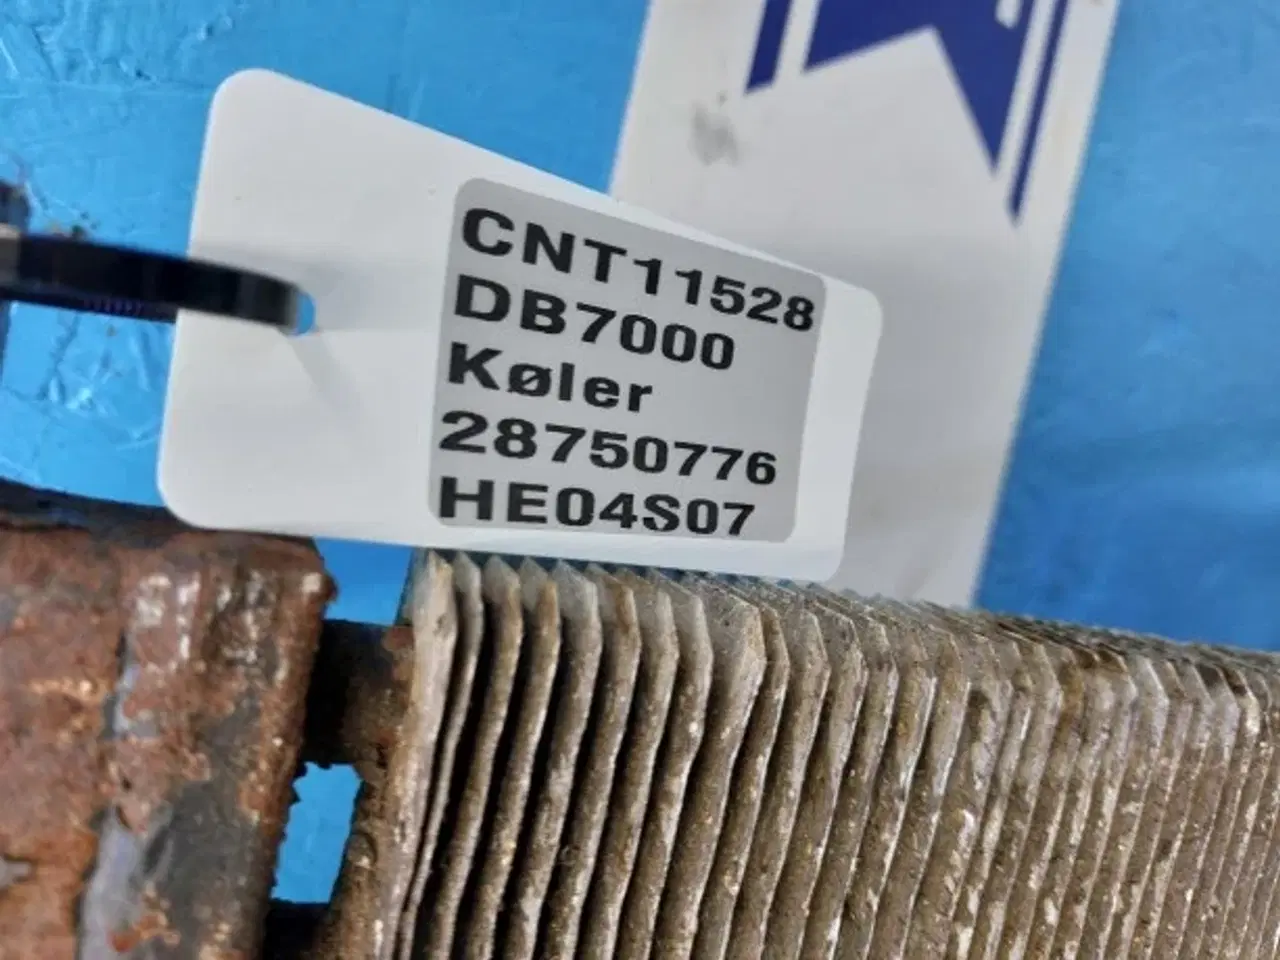 CNT11528
DB7000
Køler
28750776
HE04S07